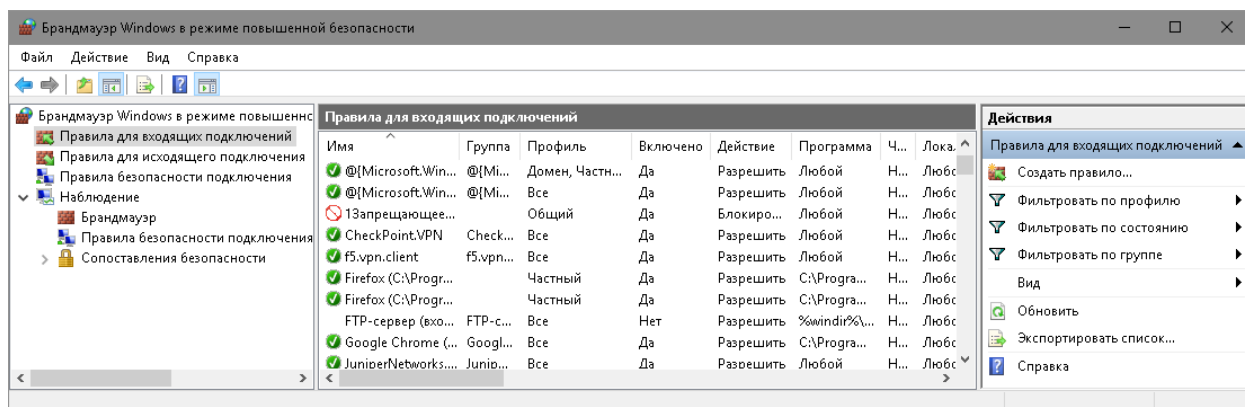 Брандмауэр Windows в режиме повышенной безопасности
Файл Действие Вид Справка
Брандмауэр Windows в режиме повышенно
Правила для входящих подключений
Правила для исходящего подключения
Правила безопасности подключения
Наблюдение
Брандмауэр
Правила безопасности подключения
Сопоставления безопасности
Правила для входящих подключений
Имя Группа Профиль Включено Действие Программа Ч... Лока.
@{Microsoft.Win... @{Mi... Домен, Частн... Да Разрешить Любой Н... Любо
@{Microsoft.Win... @{Mi... Все Да Разрешить Любой Н... Любо
13апрещающее... Общий Да Блокиро... Любой Н... Любо
CheckPoint.VPN Check... Все Да Разрешить Любой Н... Любо
f5.vpn.client f5.vpn... Все Да Разрешить Любой Н... Любо
Firefox (C:\Progr... Частный Да Разрешить C:\Progra... Н... Любо
Firefox (C:\Progr... Частный Да Разрешить C:\Progra... Н... Любо
FTP-сервер (вхо... FTP-с... Все Нет Разрешить %windir%\... Н... Любо
Google Chrome (... Googl... Все Да Разрешить C:\Progra... Н... Любо
JuniperNetworks.... Junip... Все Да Разрешить Любой Н... Любо
Действия
Правила для входящих подключений
Создать правило...
Фильтровать по профилю
Фильтровать по состоянию
Фильтровать по группе
Вид
Обновить
Экспортировать список...
Справка